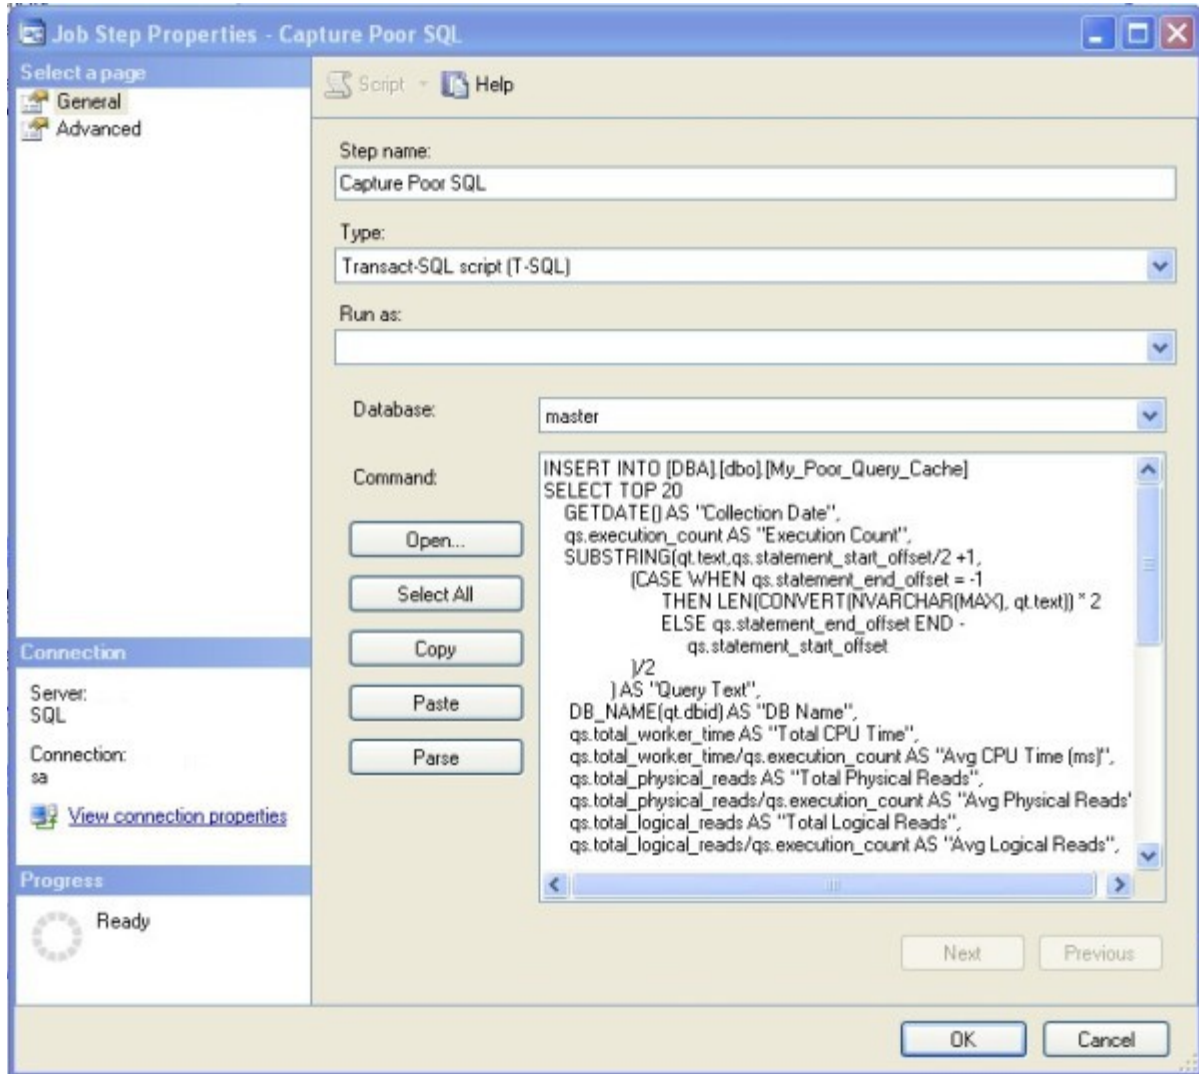 Job Step Properties - Capture Poor SQL
Select a page
General
Advanced
Script
Help
Step name:
Capture Poor SQL
Type:
Transact-SQL script (T-SQL)
Run as:
Database:
master
Command:
Open...
Select All
Copy
Paste
Parse
INSERT INTO [DBA].[dbo].[My_Poor_Query_Cache]
SELECT TOP 20
GETDATE() AS "Collection Date",
qs.execution_count AS "Execution Count",
SUBSTRING(qt.text,qs.statement_start_offset/2 +1,
(CASE WHEN qs.statement_end_offset = -1
THEN LEN(CONVERT(NVARCHAR(MAX), qt.text)) * 2
ELSE qs.statement_end_offset END -
qs.statement_start_offset
)/2
) AS "Query Text",
DB_NAME(qt.dbid) AS "DB Name",
qs.total_worker_time AS "Total CPU Time",
qs.total_worker_time/qs.execution_count AS "Avg CPU Time (ms)",
qs.total_physical_reads AS "Total Physical Reads",
qs.total_physical_reads/qs.execution_count AS "Avg Physical Reads"
qs.total_logical_reads AS "Total Logical Reads",
qs.total_logical_reads/qs.execution_count AS "Avg Logical Reads",
Connection
Server:
SQL
Connection:
sa
View connection properties
Progress
Ready
Next
Previous
OK
Cancel